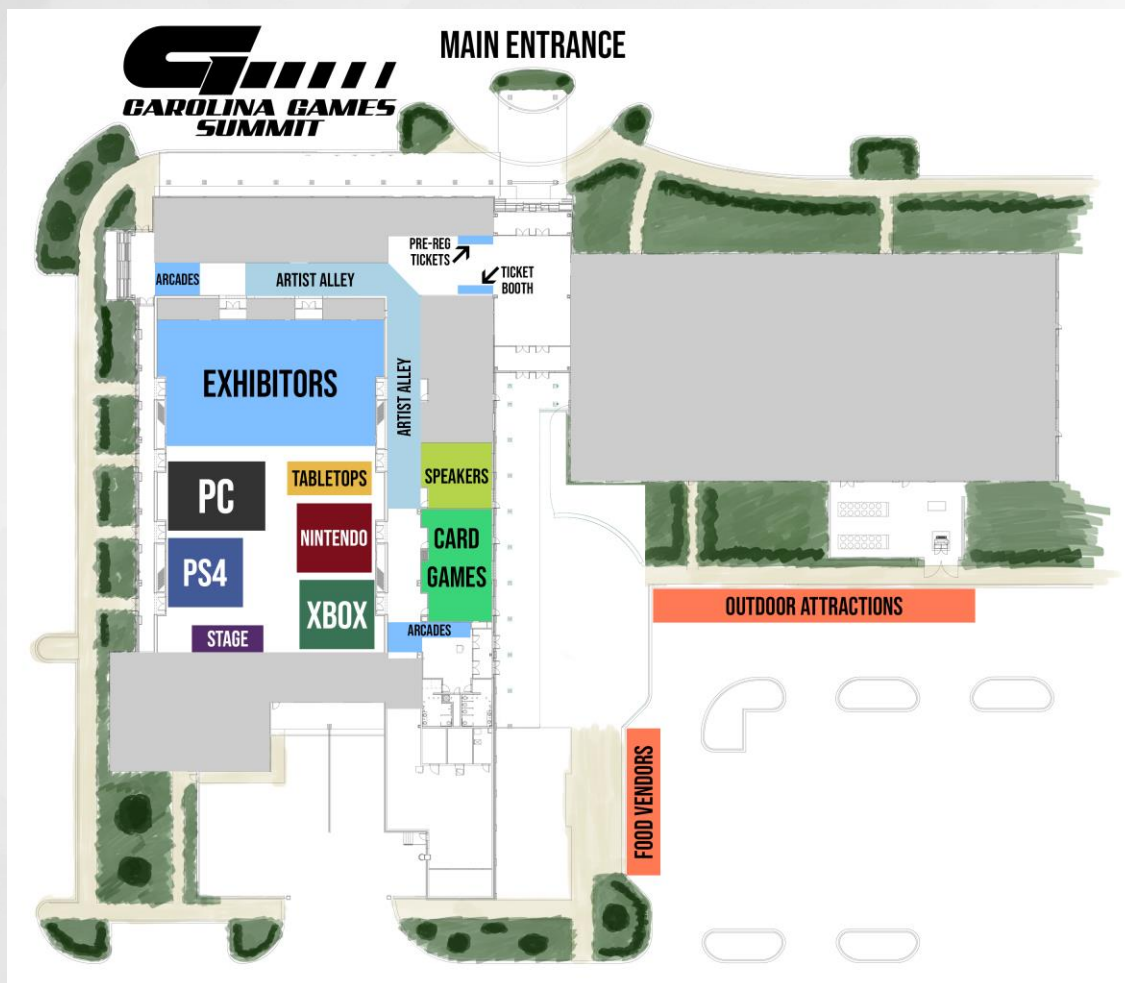 MAIN ENTRANCE
CAROLINA GAMES
SUMMIT
PRE-REG
TICKETS
TICKET
BOOTH
ARCADES
ARTIST ALLEY
EXHIBITORS
ARTIST ALLEY
PC
TABLETOPS
SPEAKERS
NINTENDO
CARD
GAMES
PS4
XBOX
STAGE
ARCADES
OUTDOOR ATTRACTIONS
FOOD VENDORS